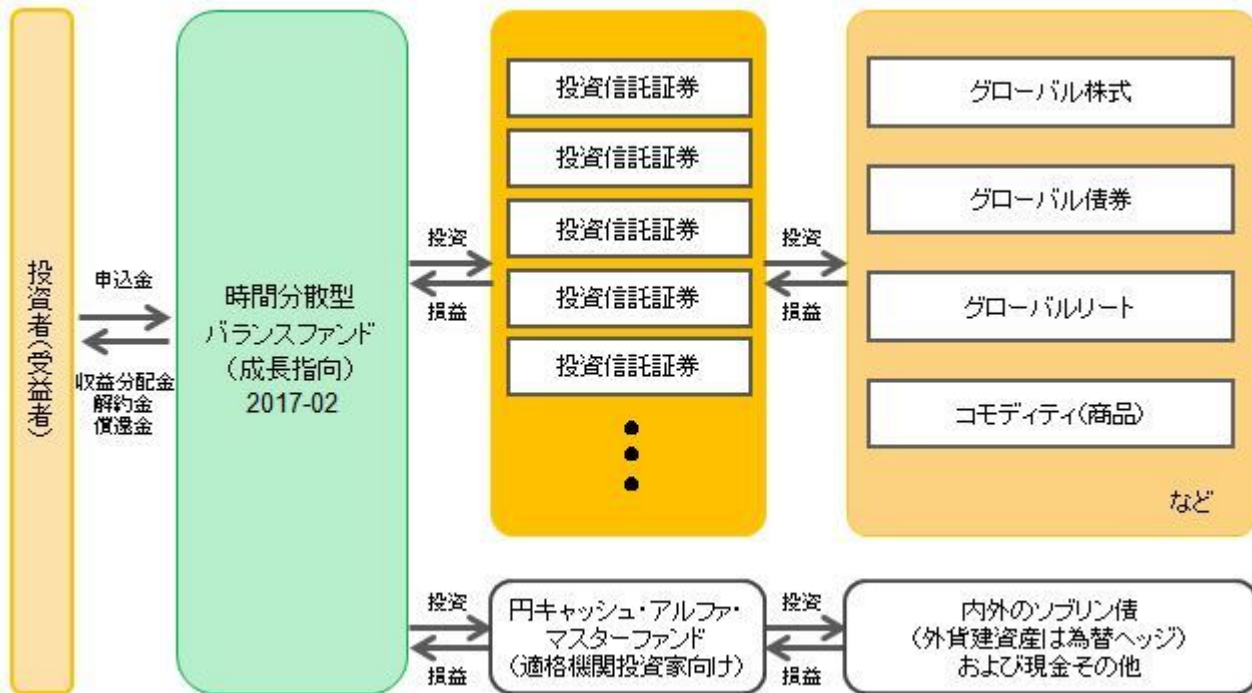 投資者(受益者)
申込金
収益分配金
解約金
償還金
時間分散型
バランスファンド
(成長指向)
2017-02
投資
損益
投資信託証券
投資信託証券
投資信託証券
投資信託証券
投資信託証券
投資
損益
グローバル株式
グローバル債券
グローバルリート
コモディティ(商品)
など
投資
損益
円キャッシュ・アルファ・
マスターファンド
(適格機関投資家向け)
投資
損益
内外のソブリン債
(外貨建資産は為替ヘッジ)
および現金その他